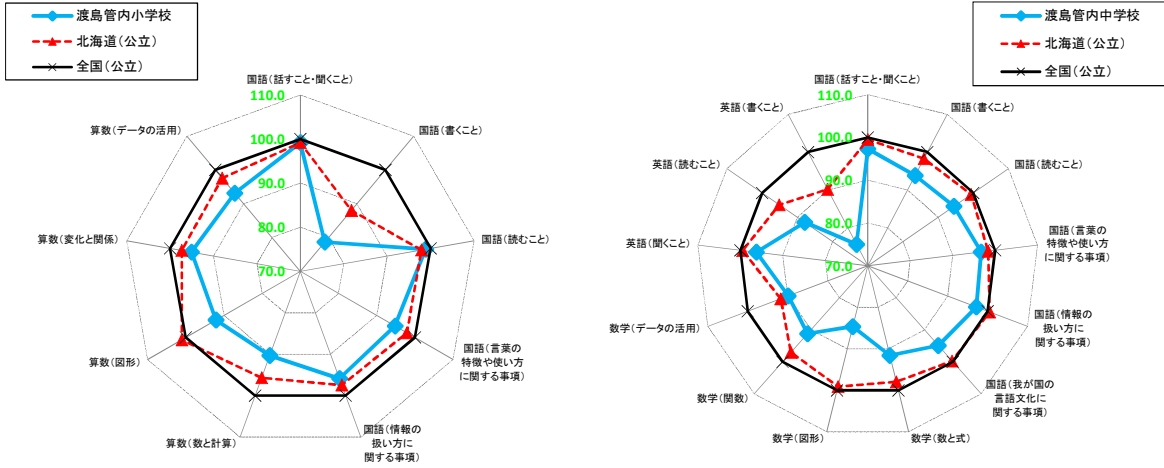 渡島管内小学校
北海道(公立)
全国(公立)
国語(話すこと・聞くこと)
110.0
100.0
90.0
80.0
70.0
国語(書くこと)
国語(読むこと)
国語(言葉の
特徴や使い方
に関する事項)
国語(情報の
扱い方に
関する事項)
算数(数と計算)
算数(図形)
算数(変化と関係)
算数(データの活用)
渡島管内中学校
北海道(公立)
全国(公立)
国語(話すこと・聞くこと)
110.0
100.0
90.0
80.0
70.0
国語(書くこと)
国語(読むこと)
国語(言葉の
特徴や使い方
に関する事項)
国語(情報の
扱い方に
関する事項)
国語(我が国の
言語文化に
関する事項)
数学(数と式)
数学(図形)
数学(関数)
数学(データの活用)
英語(聞くこと)
英語(読むこと)
英語(書くこと)